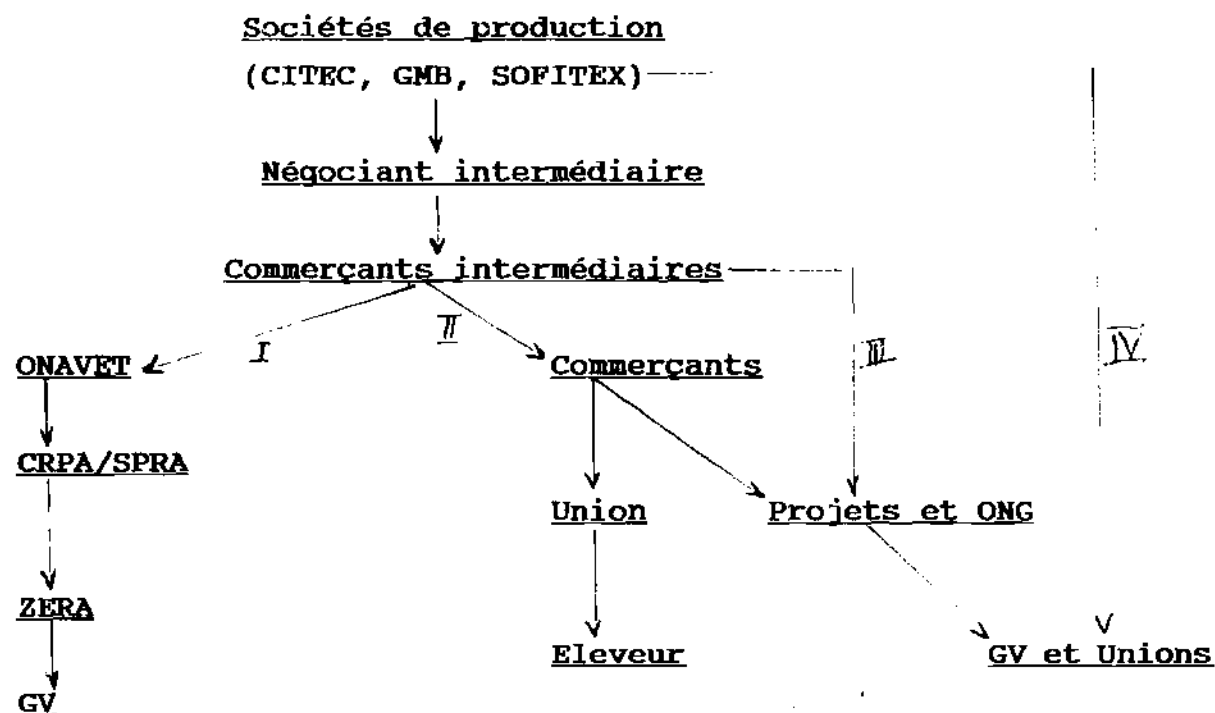 Sociétés de production
(CITEC, GMB, SOFITEX)
Négociant intermédiaire
Commerçants intermédiaires
I
II
III
IV
ONAVET
Commerçants
CRPA/SPRA
Union
Projets et ONG
ZERA
Eleveur
GV et Unions
GV